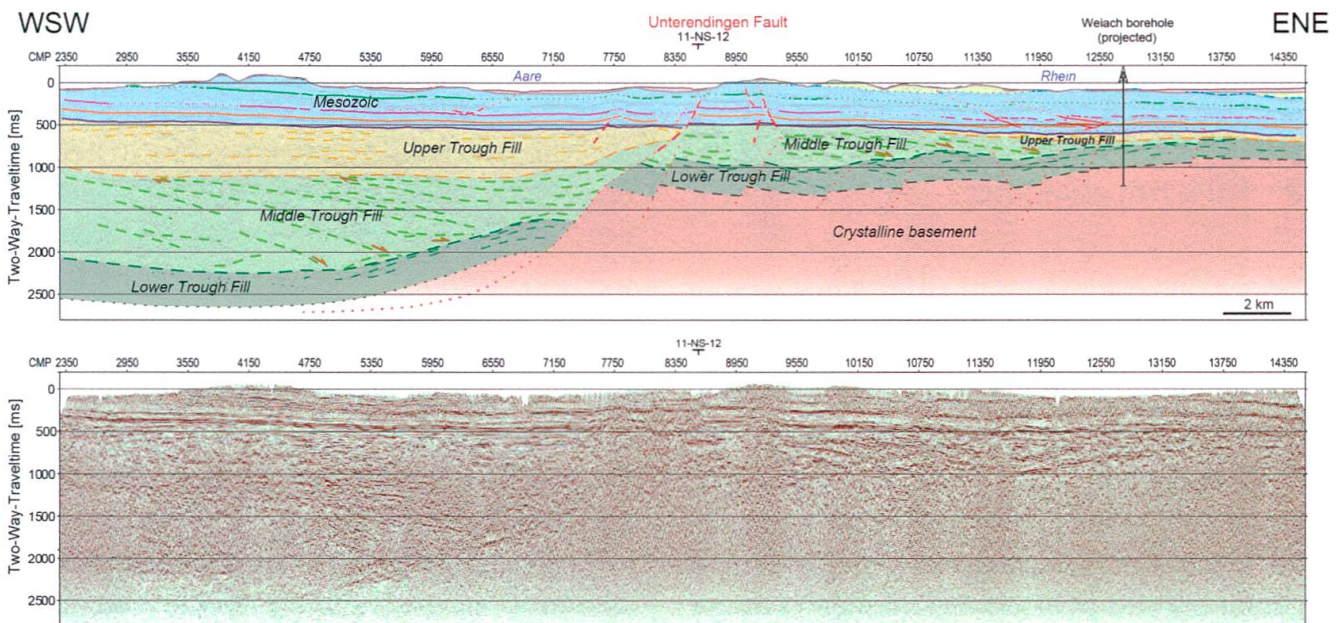 WSW
Unterendingen Fault
11-NS-12
Weiach borehole
(projected)
ENE
CMP 2350 2950 3550 4150 4750 5350 5950 6550 7150 7750 8350 8950 9550 10150 10750 11350 11950 12550 13150 13750 14350
Aare
Rhein
0
Mesozoic
500
Upper Trough Fill
Middle Trough Fill
Upper Trough Fill
1000
Lower Trough Fill
1500
Middle Trough Fill
Crystalline basement
2000
Lower Trough Fill
2500
2 km
Two-Way-Traveltime [ms]
11-NS-12
CMP 2350 2950 3550 4150 4750 5350 5950 6550 7150 7750 8350 8950 9550 10150 10750 11350 11950 12550 13150 13750 14350
0
500
1000
1500
2000
2500
Two-Way-Traveltime [ms]